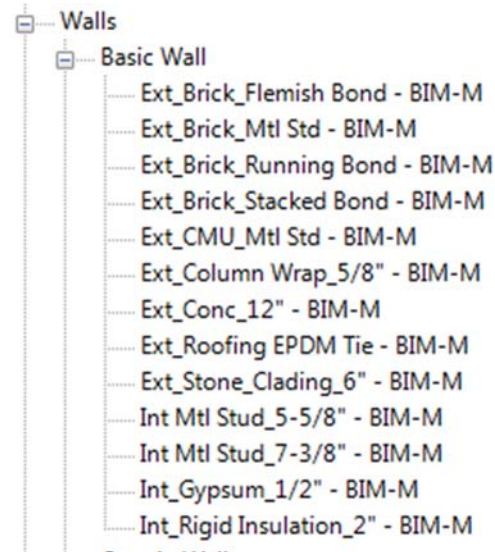 Walls
Basic Wall
Ext_Brick_Flemish Bond - BIM-M
Ext_Brick_Mtl Std - BIM-M
Ext_Brick_Running Bond - BIM-M
Ext_Brick_Stacked Bond - BIM-M
Ext_CMU_Mtl Std - BIM-M
Ext_Column Wrap_5/8" - BIM-M
Ext_Conc_12" - BIM-M
Ext_Roofing EPDM Tie - BIM-M
Ext_Stone_Clading_6" - BIM-M
Int Mtl Stud_5-5/8" - BIM-M
Int Mtl Stud_7-3/8" - BIM-M
Int_Gypsum_1/2" - BIM-M
Int_Rigid Insulation_2" - BIM-M